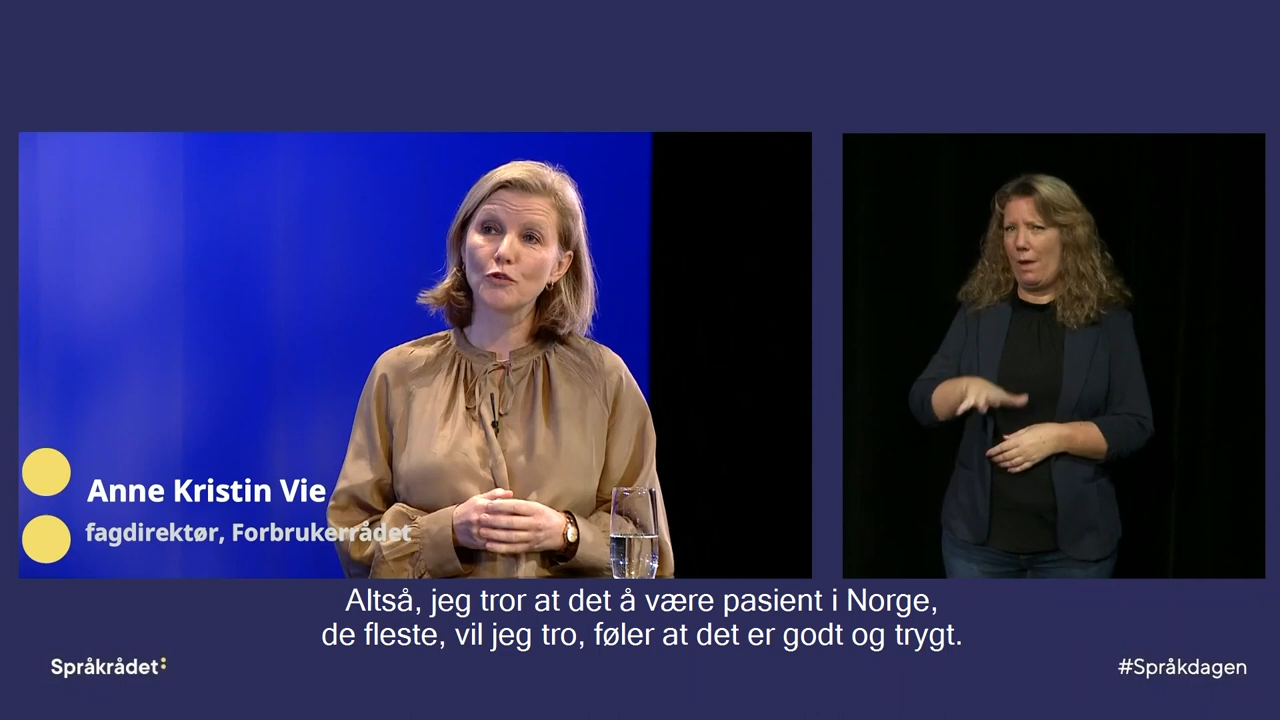 Anne Kristin Vie
fagdirektør, Forbrukerrådet
Altså, jeg tror at det å være pasient i Norge,
de fleste, vil jeg tro, føler at det er godt og trygt.
Språkrådet:
#Språkdagen